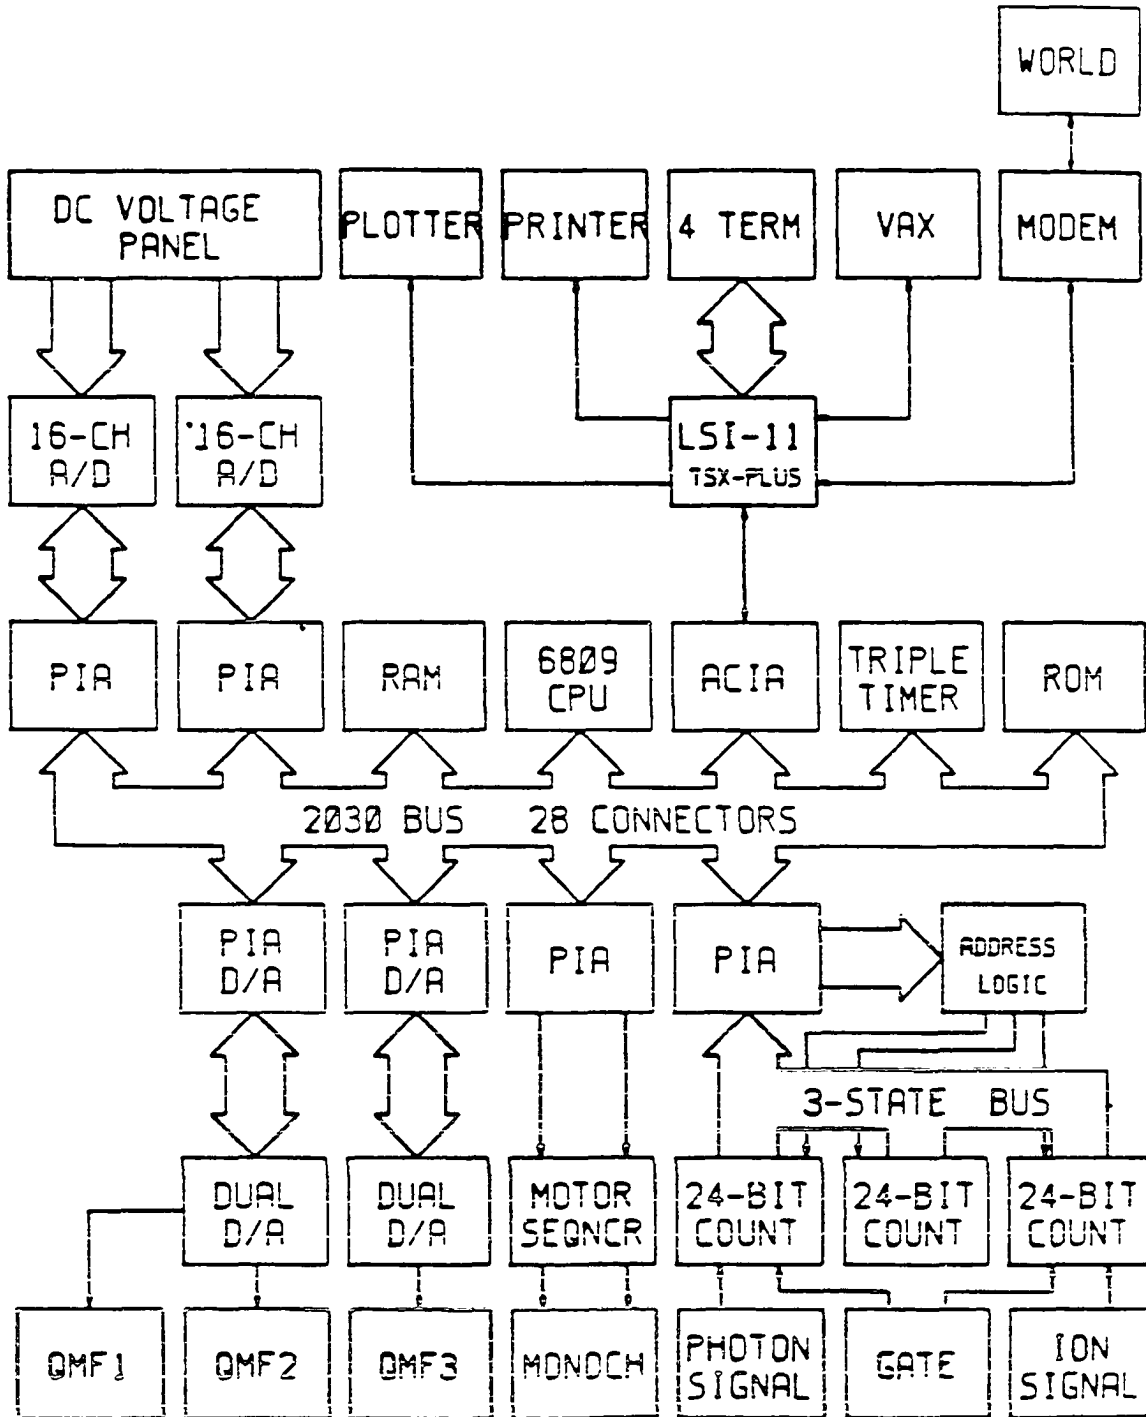 WORLD
DC VOLTAGE
PANEL
PLOTTER
PRINTER
4 TERM
VAX
MODEM
16-CH
A/D
16-CH
A/D
LSI-11
TSX-PLUS
PIA
PIA
RAM
6809
CPU
ACIA
TRIPLE
TIMER
ROM
2030 BUS 28 CONNECTORS
PIA
D/A
PIA
D/A
PIA
PIA
ADDRESS
LOGIC
3-STATE BUS
DUAL
D/A
DUAL
D/A
MOTOR
SEQNCR
24-BIT
COUNT
24-BIT
COUNT
24-BIT
COUNT
QMF1
QMF2
QMF3
MONOCH
PHOTON
SIGNAL
GATE
ION
SIGNAL